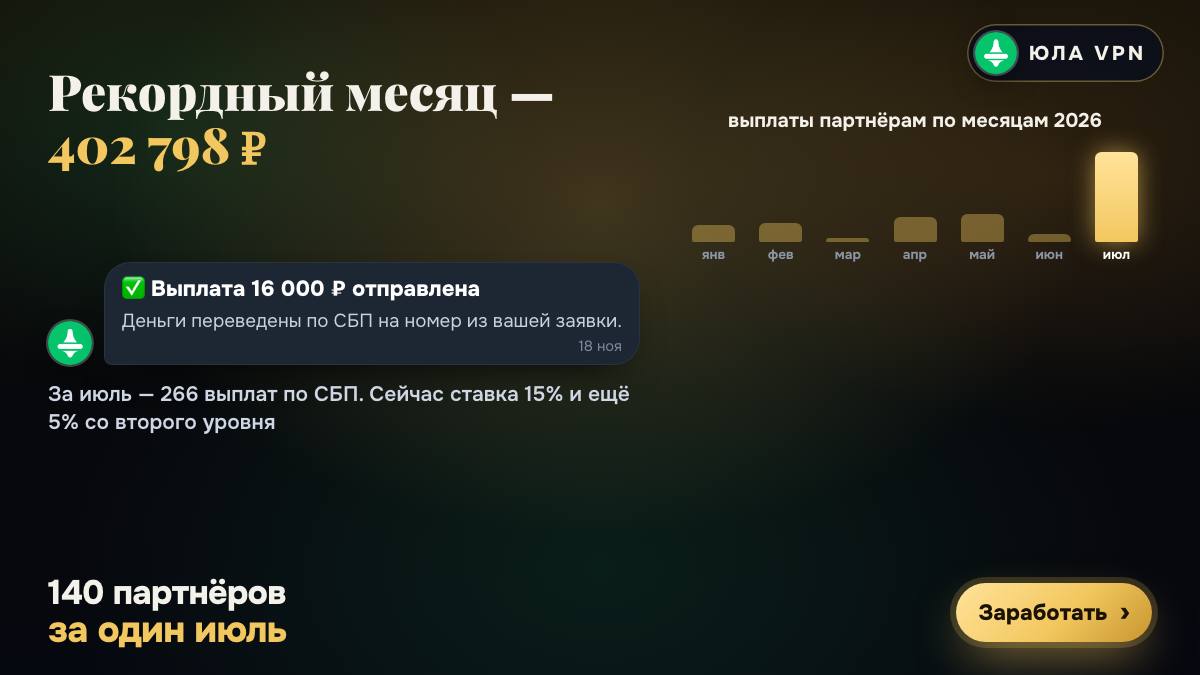 ЮЛА VPN
Рекордный месяц —
402 798 ₽
выплаты партнёрам по месяцам 2026
янв фев мар апр май июн июл
✅ Выплата 16 000 ₽ отправлена
Деньги переведены по СБП на номер из вашей заявки.
18 ноя
За июль — 266 выплат по СБП. Сейчас ставка 15% и ещё
5% со второго уровня
140 партнёров
за один июль
Заработать ›